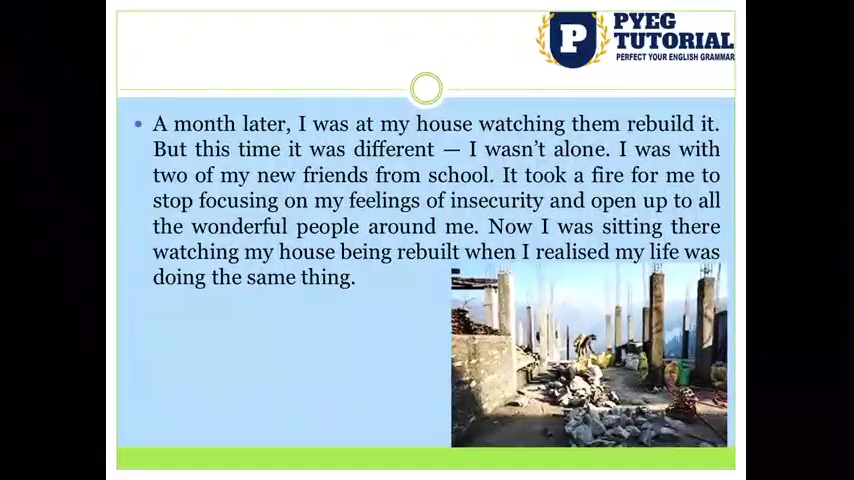 P
PYEG
TUTORIAL
PERFECT YOUR ENGLISH GRAMMAR
• A month later, I was at my house watching them rebuild it.
But this time it was different — I wasn’t alone. I was with
two of my new friends from school. It took a fire for me to
stop focusing on my feelings of insecurity and open up to all
the wonderful people around me. Now I was sitting there
watching my house being rebuilt when I realised my life was
doing the same thing.